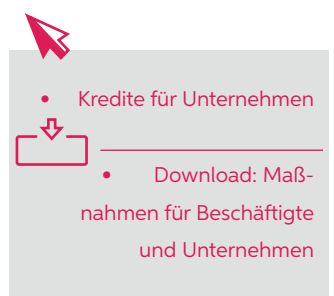 • Kredite für Unternehmen
• Download: Maß-
nahmen für Beschäftigte
und Unternehmen